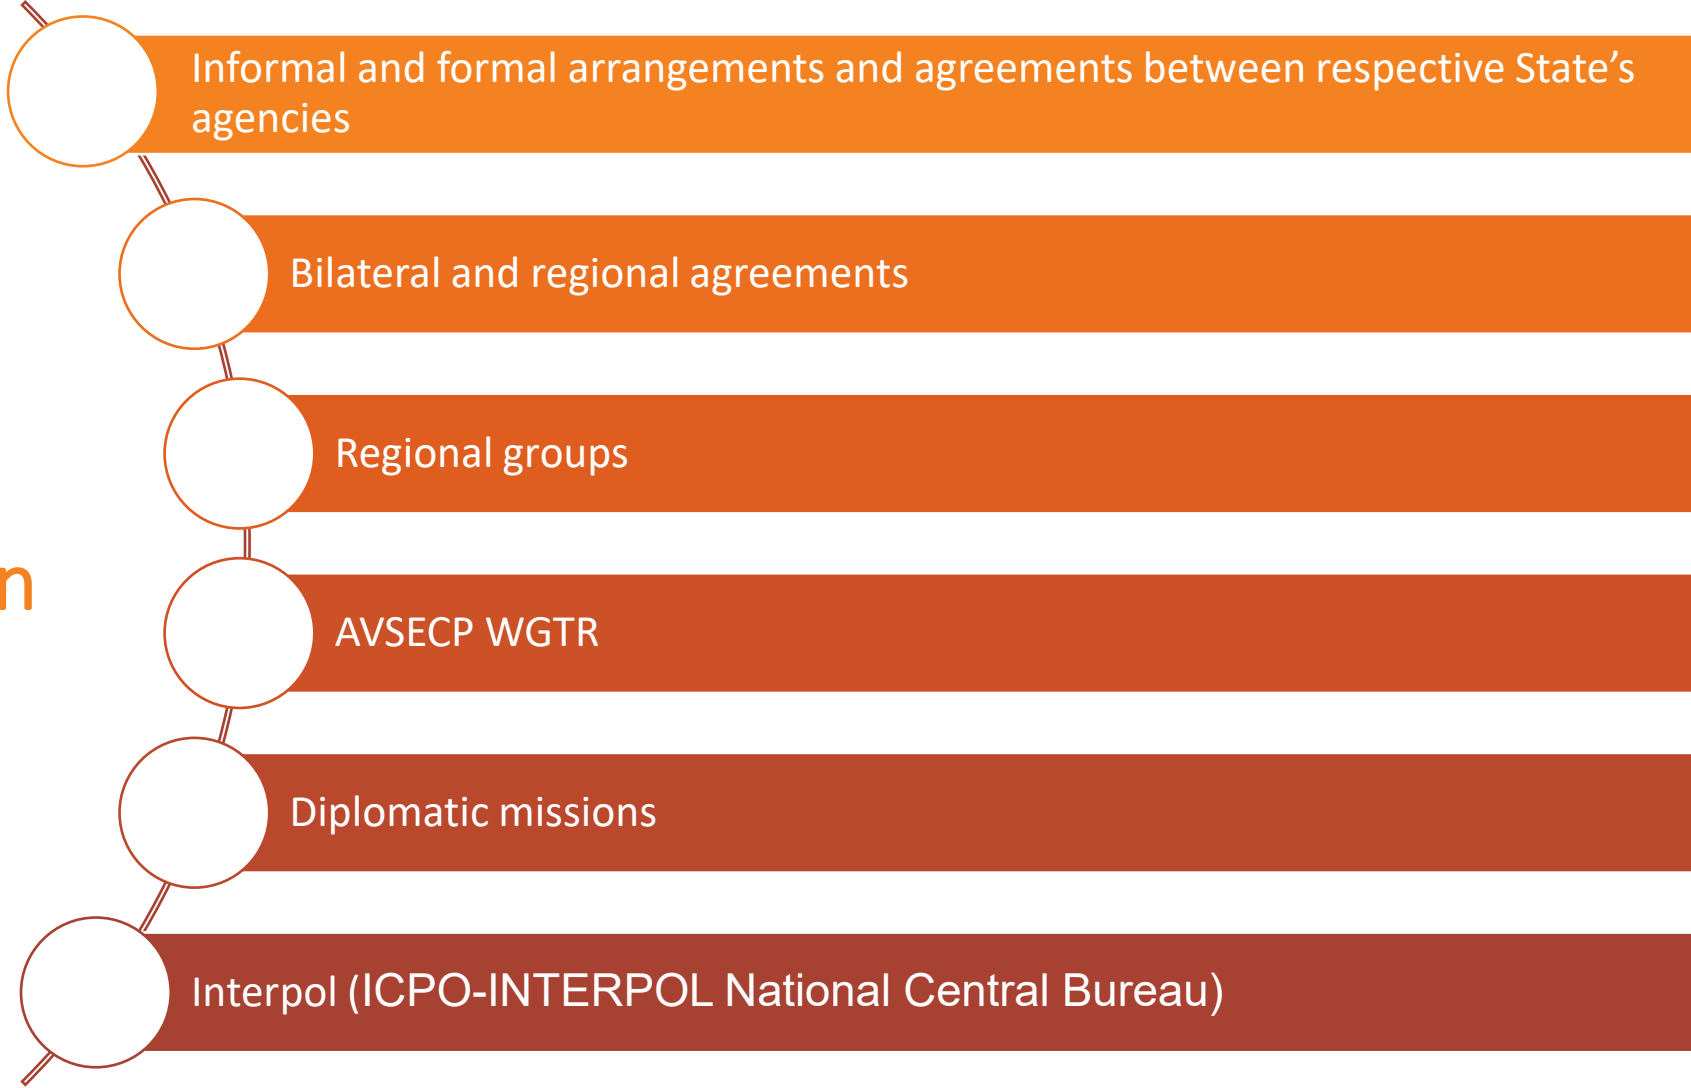 Informal and formal arrangements and agreements between respective State’s
agencies
Bilateral and regional agreements
Regional groups
n
AVSECP WGTR
Diplomatic missions
Interpol (ICPO-INTERPOL National Central Bureau)